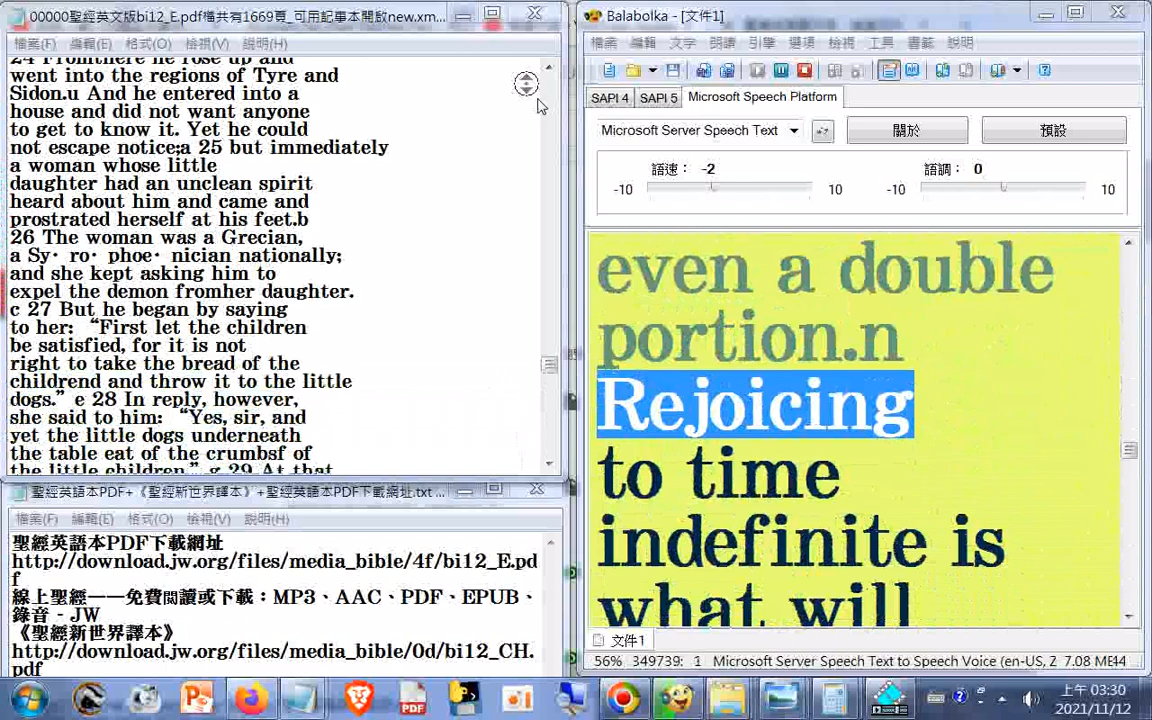 00000聖經英文版bi12_E.pdf檔共有1669頁_可用記事本開啟new.xm...
檔案(F) 編輯(E) 格式(O) 檢視(V) 說明(H)
24 Fromthere he rose up and
went into the regions of Tyre and
Sidon.u And he entered into a
house and did not want anyone
to get to know it. Yet he could
not escape notice;a 25 but immediately
a woman whose little
daughter had an unclean spirit
heard about him and came and
prostrated herself at his feet.b
26 The woman was a Grecian,
a Sy· ro· phoe· nician nationally;
and she kept asking him to
expel the demon fromher daughter.
c 27 But he began by saying
to her: “First let the children
be satisfied, for it is not
right to take the bread of the
childrend and throw it to the little
dogs.” e 28 In reply, however,
she said to him: “Yes, sir, and
yet the little dogs underneath
the table eat of the crumbsf of
the little children.” g 29 At that
聖經英語本PDF+《聖經新世界譯本》+聖經英語本PDF下載網址.txt ...
檔案(F) 編輯(E) 格式(O) 檢視(V) 說明(H)
聖經英語本PDF下載網址
http://download.jw.org/files/media_bible/4f/bi12_E.pd
f
線上聖經——免費閱讀或下載：MP3、AAC、PDF、EPUB、
錄音 - JW
《聖經新世界譯本》
http://download.jw.org/files/media_bible/0d/bi12_CH.
pdf
Balabolka - [文件1]
檔案 編輯 文字 朗讀 引擎 選項 檢視 工具 書籤 說明
SAPI 4 SAPI 5 Microsoft Speech Platform
Microsoft Server Speech Text 關於 預設
語速： -2 語調： 0
-10 10 -10 10
even a double
portion.n
Rejoicing
to time
indefinite is
what will
文件1
56% 349739: 1 Microsoft Server Speech Text to Speech Voice (en-US, 2 7.08 ME44
上午 03:30
2021/11/12